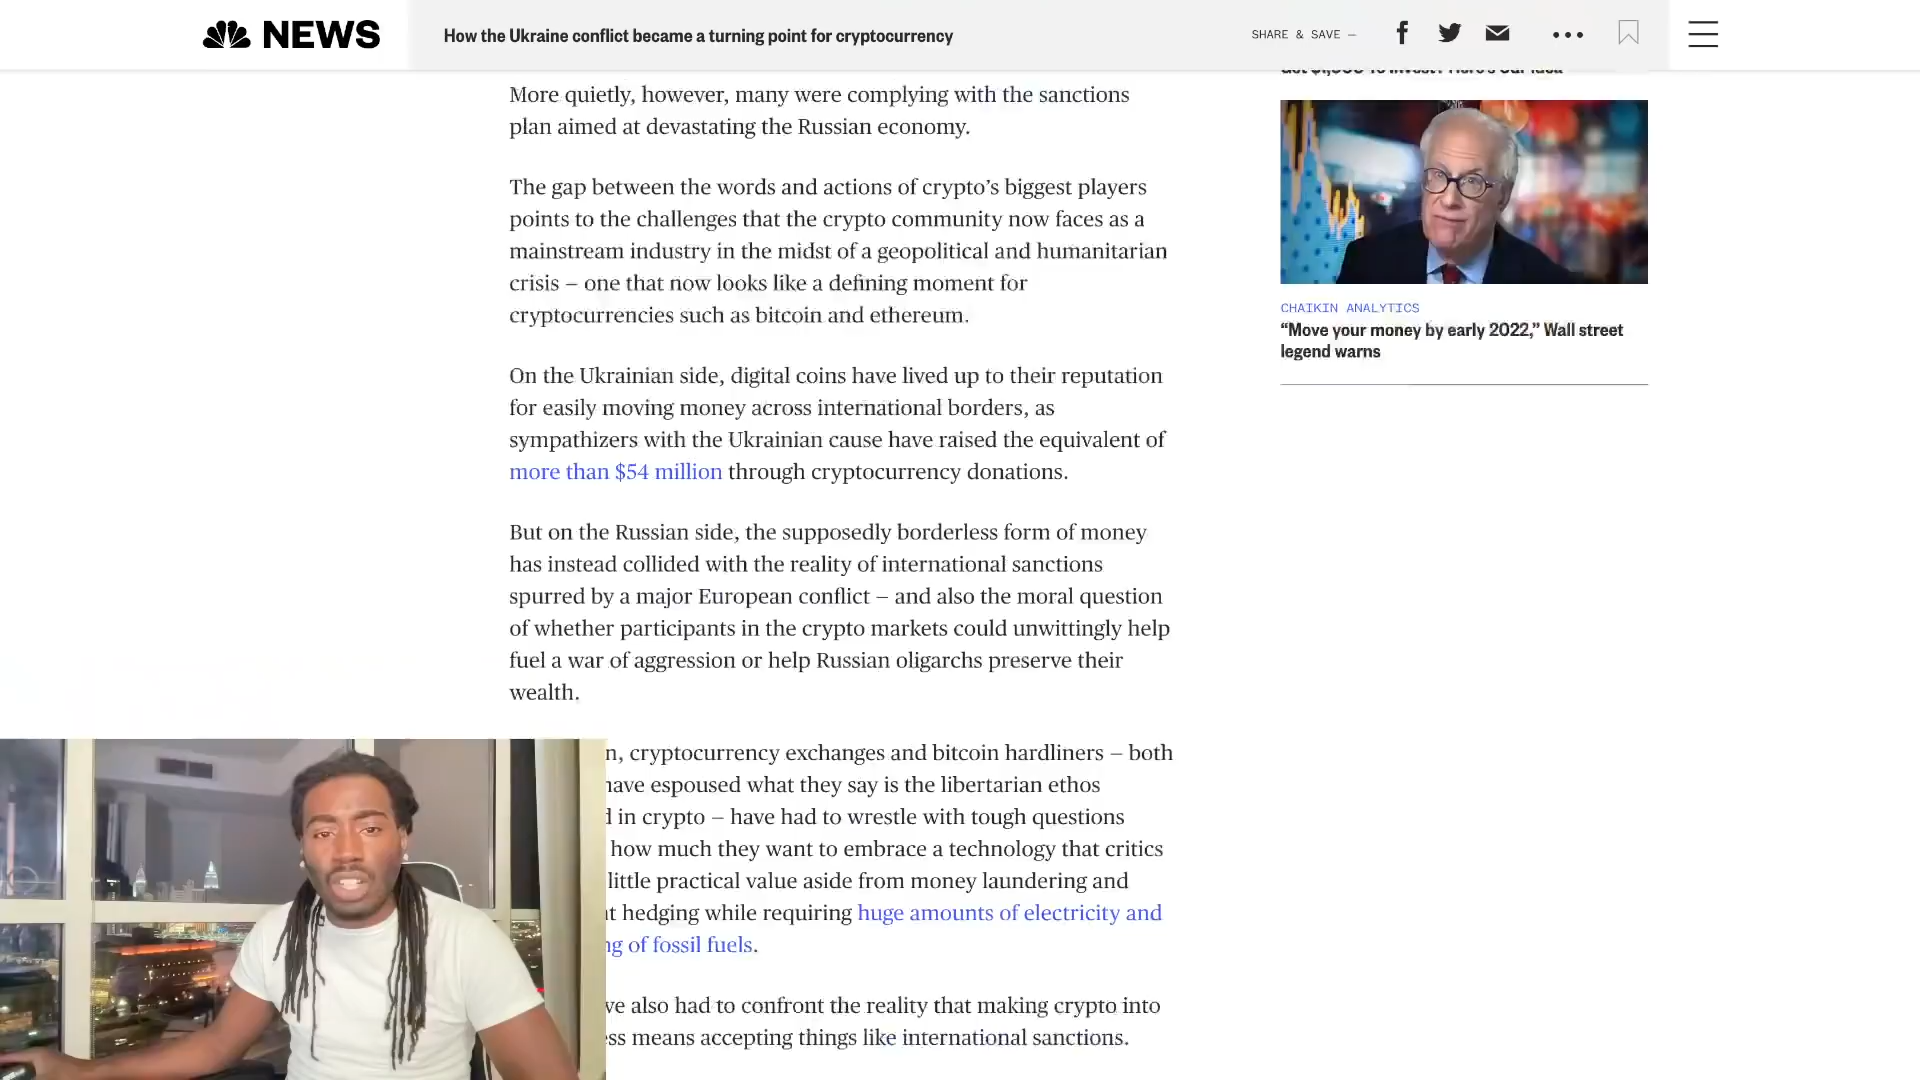 NEWS
How the Ukraine conflict became a turning point for cryptocurrency
SHARE & SAVE —
More quietly, however, many were complying with the sanctions
plan aimed at devastating the Russian economy.
The gap between the words and actions of crypto’s biggest players
points to the challenges that the crypto community now faces as a
mainstream industry in the midst of a geopolitical and humanitarian
crisis — one that now looks like a defining moment for
cryptocurrencies such as bitcoin and ethereum.
On the Ukrainian side, digital coins have lived up to their reputation
for easily moving money across international borders, as
sympathizers with the Ukrainian cause have raised the equivalent of
more than $54 million through cryptocurrency donations.
But on the Russian side, the supposedly borderless form of money
has instead collided with the reality of international sanctions
spurred by a major European conflict — and also the moral question
of whether participants in the crypto markets could unwittingly help
fuel a war of aggression or help Russian oligarchs preserve their
wealth.
cryptocurrency exchanges and bitcoin hardliners — both
have espoused what they say is the libertarian ethos
in crypto — have had to wrestle with tough questions
how much they want to embrace a technology that critics
little practical value aside from money laundering and
hedging while requiring huge amounts of electricity and
of fossil fuels.
also had to confront the reality that making crypto into
means accepting things like international sanctions.
Got $1,000 To Invest? Here's Our Idea
CHAIKIN ANALYTICS
“Move your money by early 2022,” Wall street
legend warns